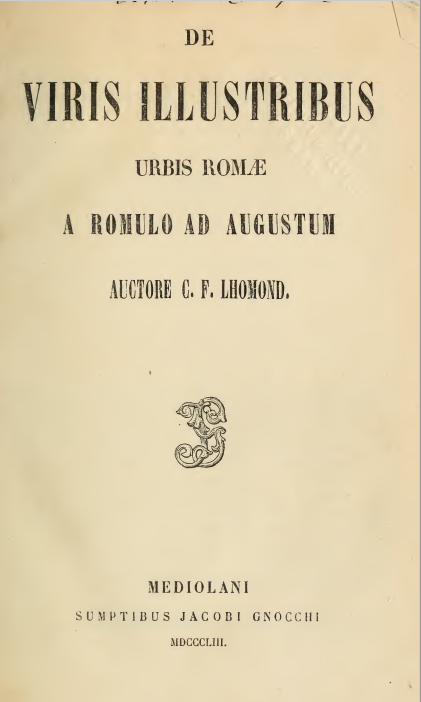 DE
VIRIS ILLUSTRIBUS
URBIS ROMÆ
A ROMULO AD AUGUSTUM
AUCTORE C. F. LHOMOND.
MEDIOLANI
SUMPTIBUS JACOBI GNOCCHI
MDCCCLIII.